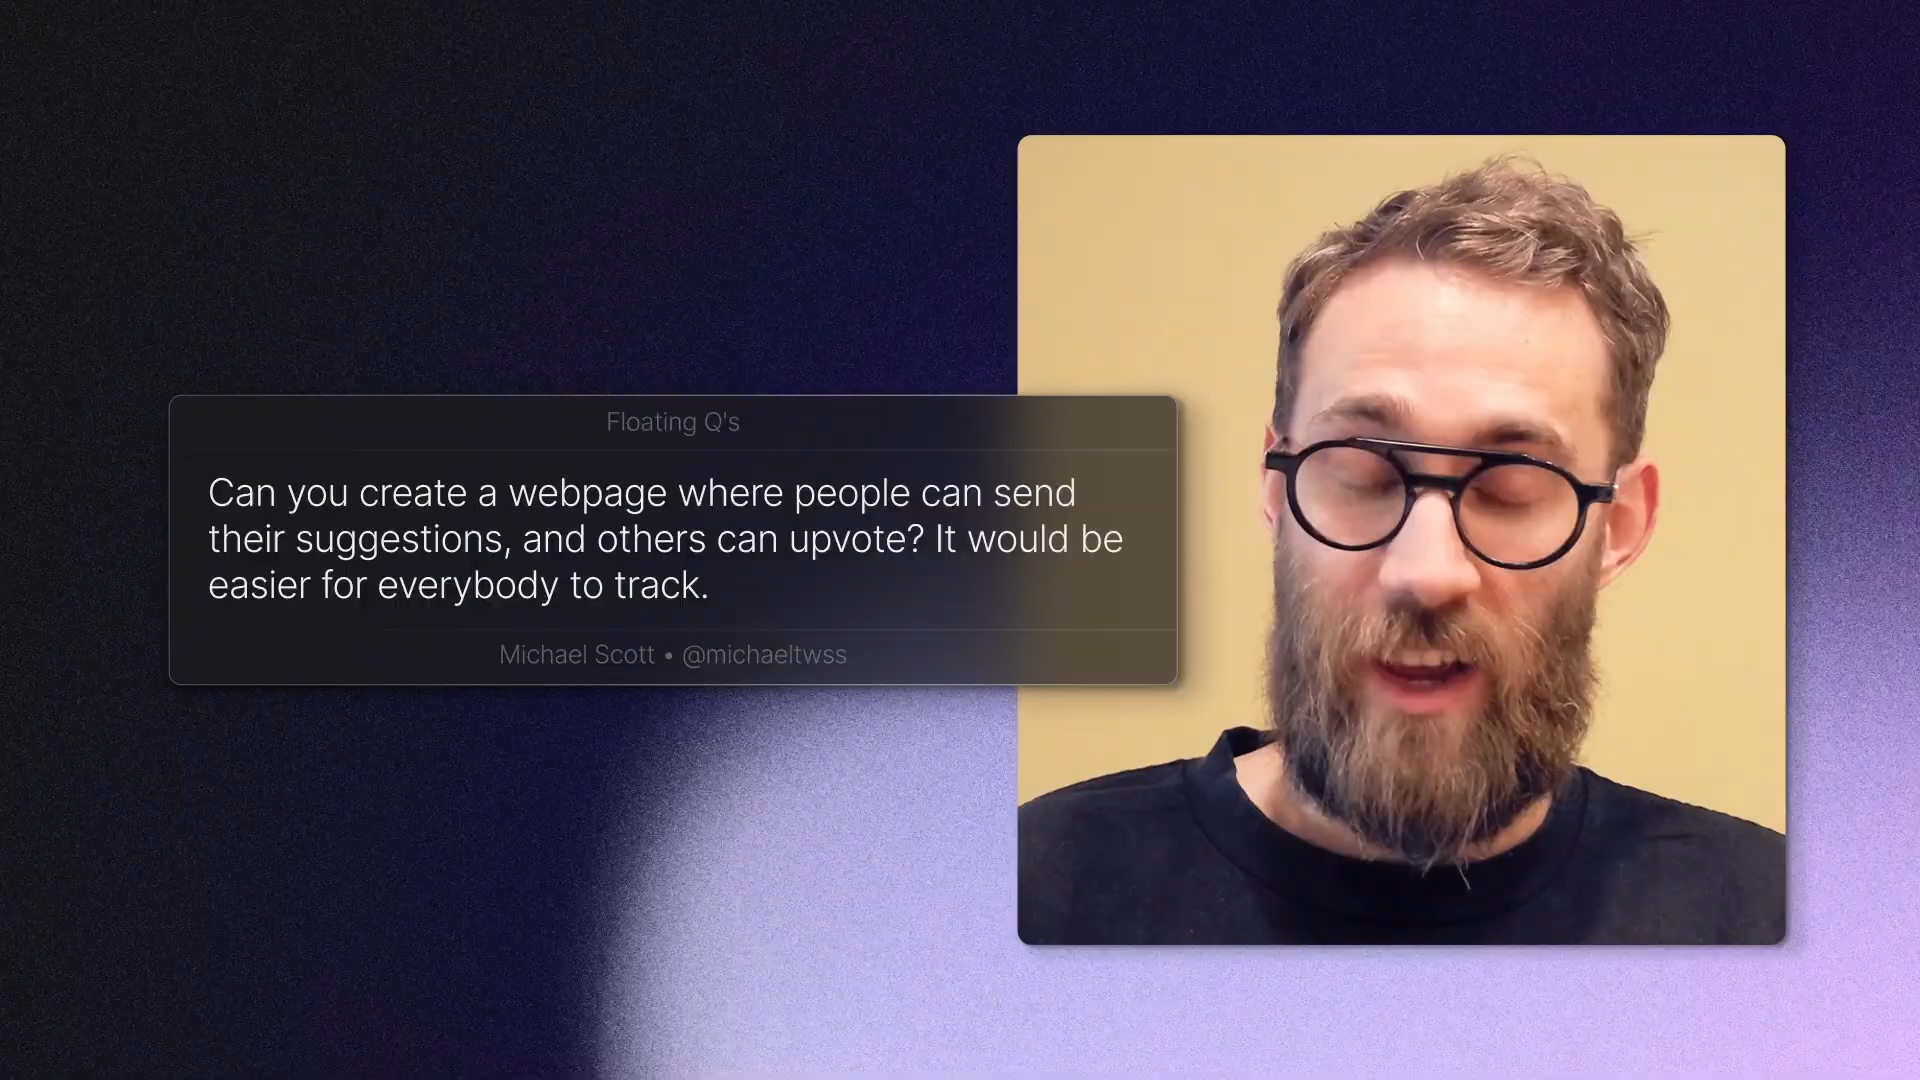 Floating Q's
Can you create a webpage where people can send
their suggestions, and others can upvote? It would be
easier for everybody to track.
Michael Scott • @michaeltwss